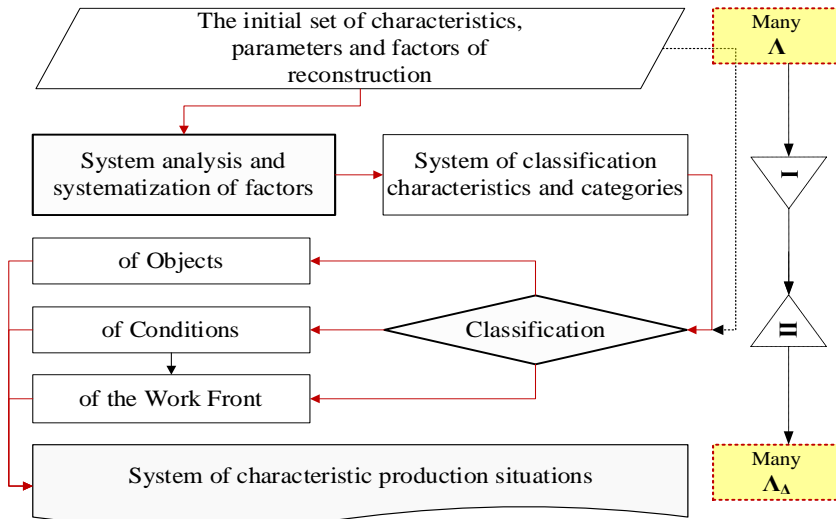 The initial set of characteristics,
parameters and factors of
reconstruction
Many
Λ
System analysis and
systematization of factors
System of classification
characteristics and categories
I
of Objects
of Conditions
Classification
II
of the Work Front
System of characteristic production situations
Many
Λ_Δ